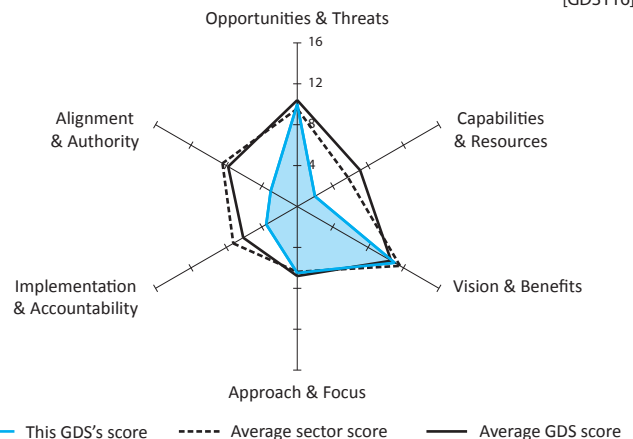 [GDS110]
Opportunities & Threats
16
12
8
4
Alignment
& Authority
Capabilities
& Resources
Implementation
& Accountability
Vision & Benefits
Approach & Focus
This GDS's score
Average sector score
Average GDS score